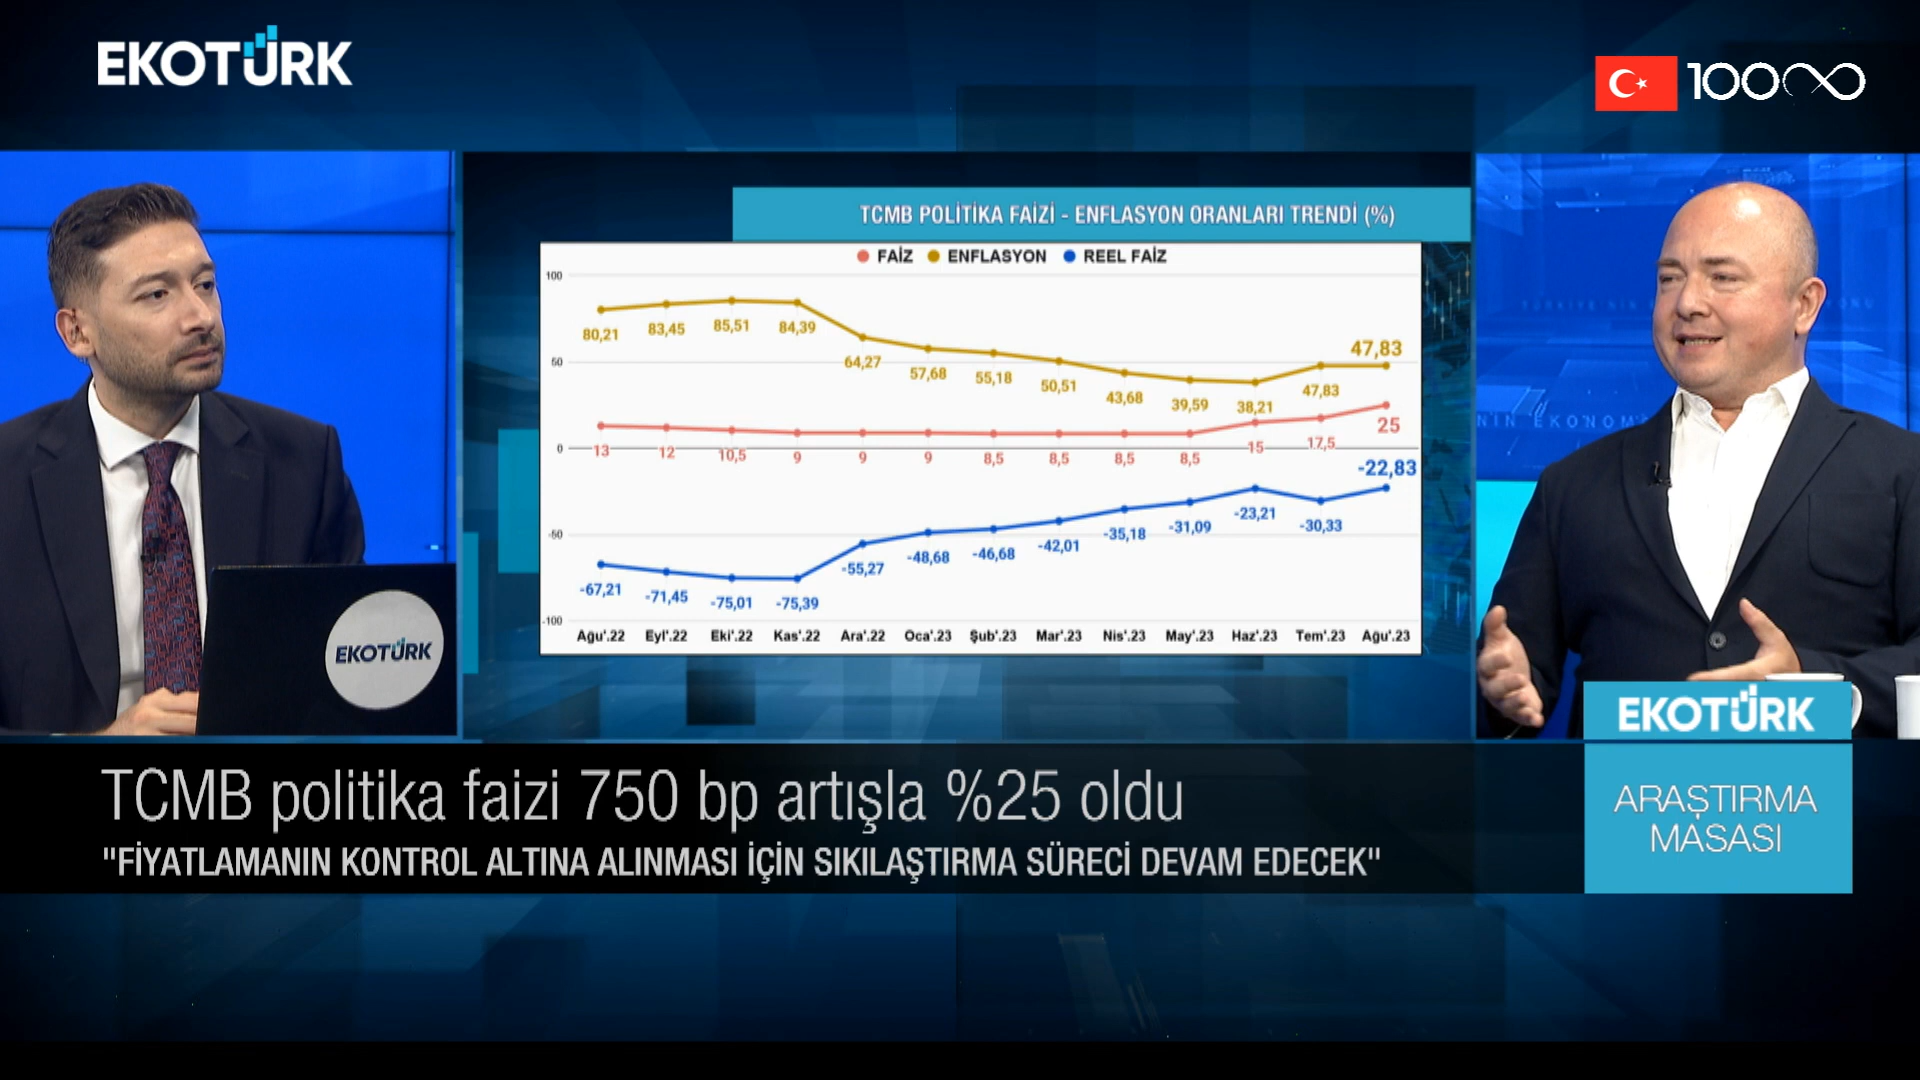 EKOTÜRK
100
TCMB POLİTİKA FAİZİ - ENFLASYON ORANLARI TRENDİ (%)
FAİZ ENFLASYON REEL FAİZ
100
50
0
-50
-100
80,21 83,45 85,51 84,39 64,27 57,68 55,18 50,51 43,68 39,59 38,21 47,83 47,83
13 12 10,5 9 9 9 8,5 8,5 8,5 8,5 15 17,5 25
-67,21 -71,45 -75,01 -75,39 -55,27 -48,68 -46,68 -42,01 -35,18 -31,09 -23,21 -30,33 -22,83
Ağu'.22 Eyl'.22 Eki'.22 Kas'.22 Ara'.22 Oca'.23 Şub'.23 Mar'.23 Nis'.23 May'.23 Haz'.23 Tem'.23 Ağu'.23
EKOTÜRK
EKOTÜRK
ARAŞTIRMA
MASASI
TCMB politika faizi 750 bp artışla %25 oldu
"FİYATLAMANIN KONTROL ALTINA ALINMASI İÇİN SIKILAŞTIRMA SÜRECİ DEVAM EDECEK"